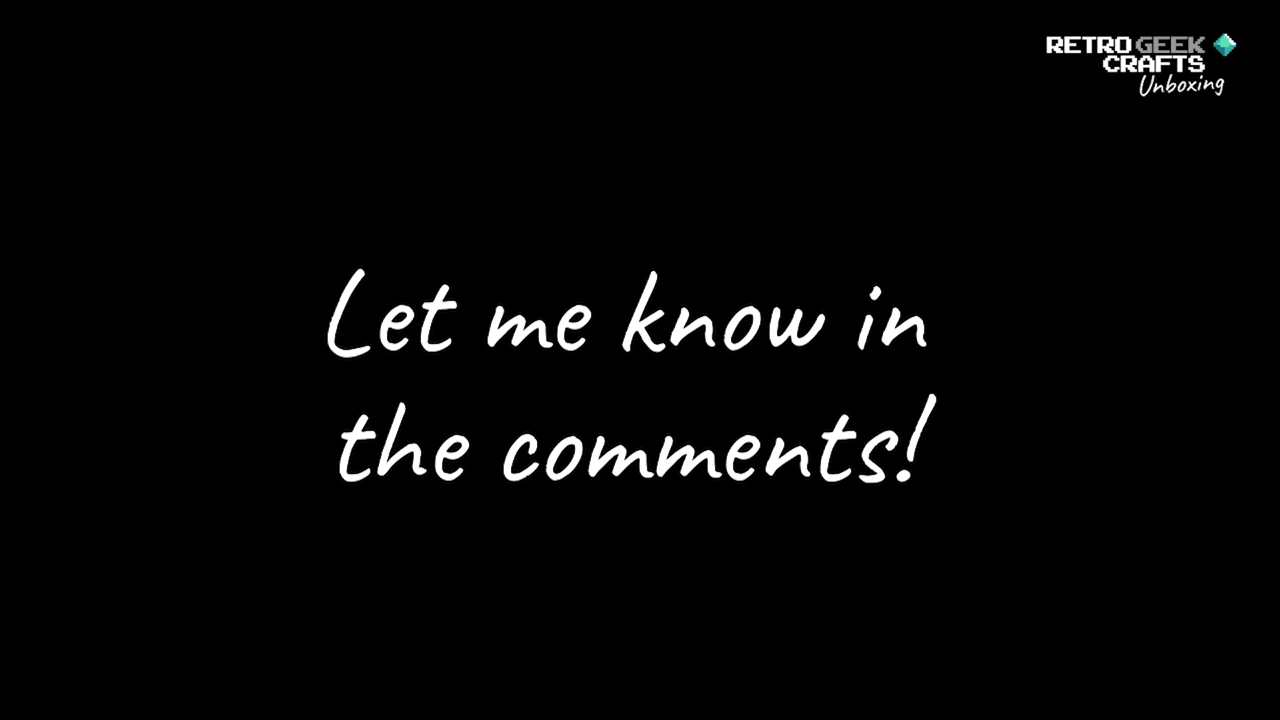 RETRO GEEK
CRAFTS
Unboxing
Let me know in
the comments!